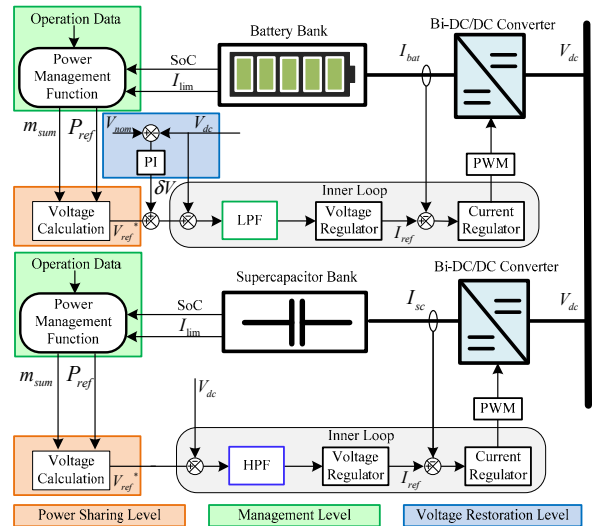 Operation Data
Battery Bank
Bi-DC/DC Converter
Power
Management
Function
SoC
I_lim
I_bat
V_dc
m_sum
P_ref
V_nom
V_dc
PI
PWM
δV
Inner Loop
Voltage
Calculation
V_ref*
LPF
Voltage
Regulator
I_ref
Current
Regulator
Operation Data
Supercapacitor Bank
Bi-DC/DC Converter
Power
Management
Function
SoC
I_lim
I_sc
V_dc
m_sum
P_ref
V_dc
PWM
Inner Loop
Voltage
Calculation
V_ref*
HPF
Voltage
Regulator
I_ref
Current
Regulator
Power Sharing Level
Management Level
Voltage Restoration Level